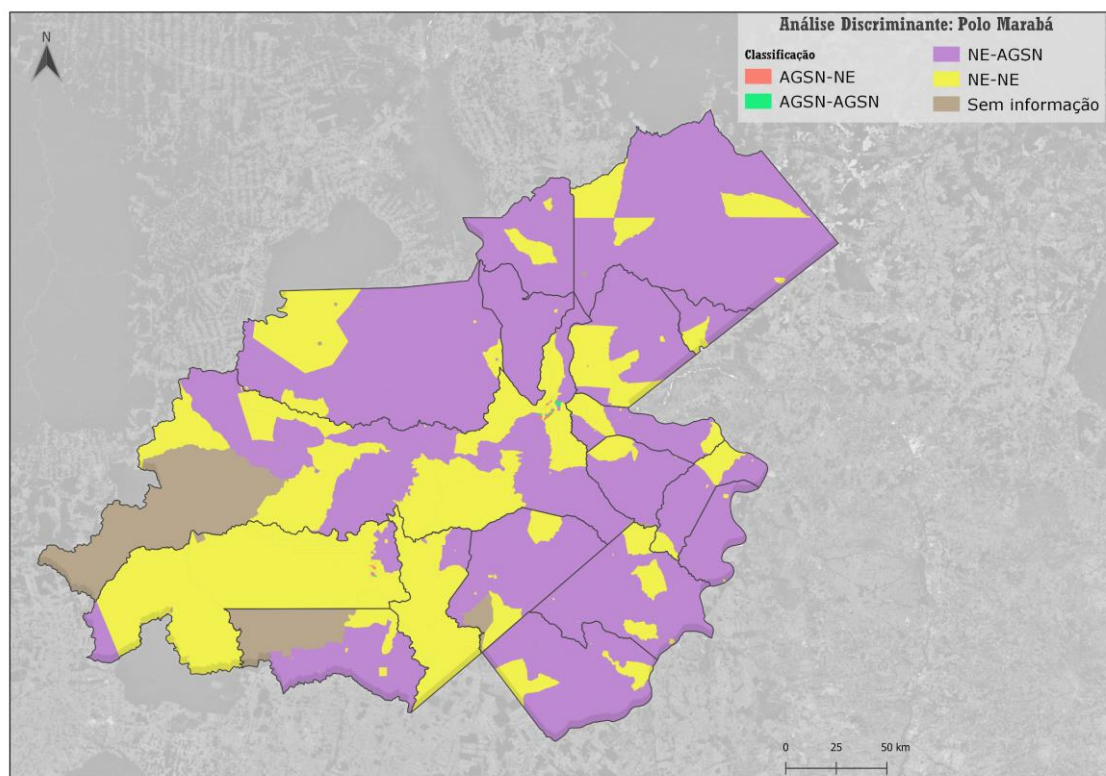 N
Análise Discriminante: Polo Marabá
Classificação
AGSN-NE
AGSN-AGSN
NE-AGSN
NE-NE
Sem informação
0 25 50 km